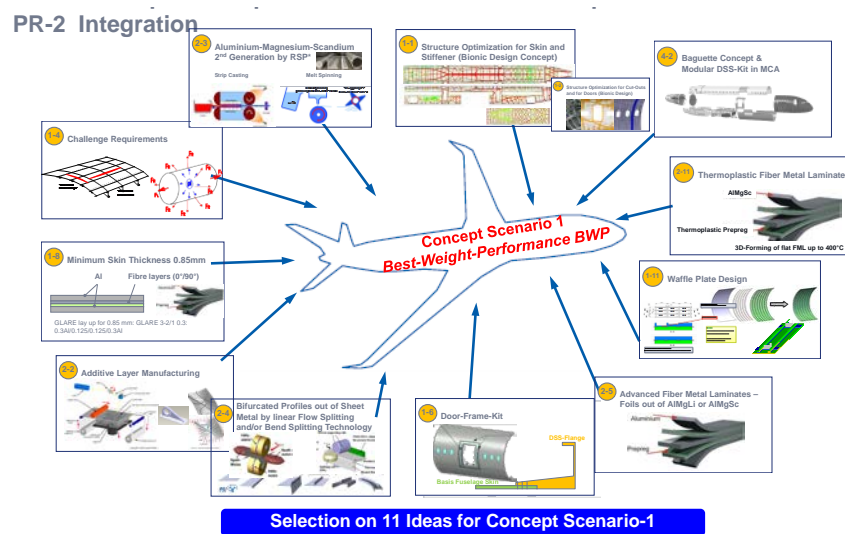 PR-2 Integration
2-3
Aluminium-Magnesium-Scandium
2nd Generation by RSP*
Strip Casting
Melt Spinning
1-1
Structure Optimization for Skin and
Stiffener (Bionic Design Concept)
Structure Optimization for Cut-Outs
and for Doors (Bionic Design)
4-2
Baguette Concept &
Modular DSS-Kit in MCA
1-4
Challenge Requirements
2-11
Thermoplastic Fiber Metal Laminate
AlMgSc
Thermoplastic Prepreg
3D-Forming of flat FML up to 400°C
Concept Scenario 1
Best-Weight-Performance BWP
Minimum Skin Thickness 0.85mm
Al
Fibre layers (0°/90°)
Prepreg
GLARE lay up for 0.85 mm: GLARE 3-2/1 0.3:
0.3Al/0.125/0.125/0.3Al
1-11
Waffle Plate Design
2-2
Additive Layer Manufacturing
2-4
Bifurcated Profiles out of Sheet
Metal by linear Flow Splitting
and/or Bend Splitting Technology
1-6
Door-Frame-Kit
DSS-Flange
Basis Fuselage Skin
2-5
Advanced Fiber Metal Laminates –
Foils out of AlMgLi or AlMgSc
Aluminium
Prepreg
Selection on 11 Ideas for Concept Scenario-1